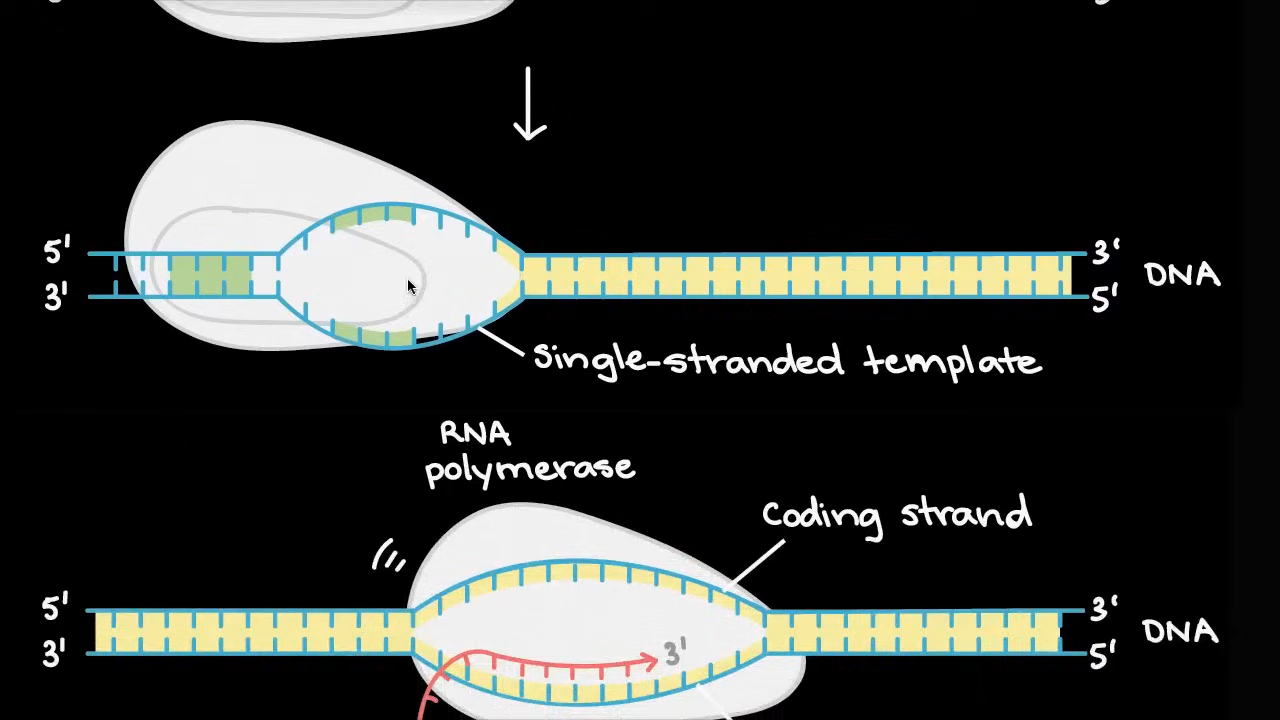 5'
3'
3'
5'
DNA
Single-stranded template
RNA
polymerase
Coding strand
5'
3'
3'
5'
DNA
3'